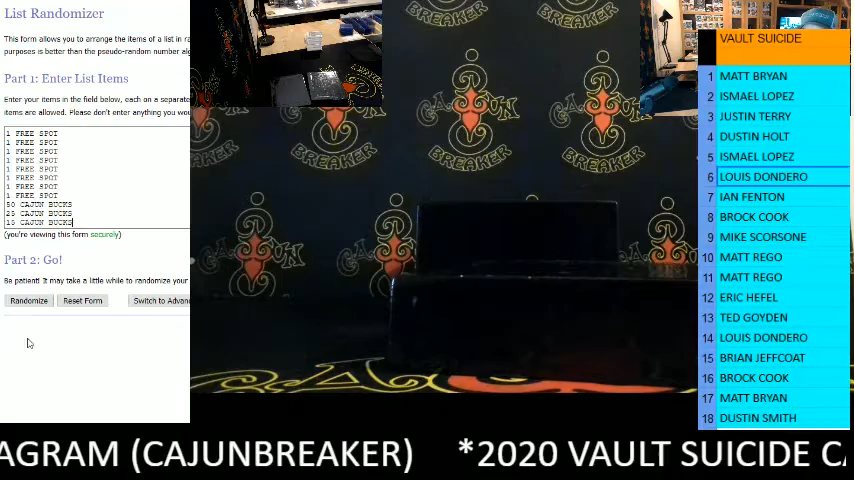 List Randomizer
This form allows you to arrange the items of a list in ra
purposes is better than the pseudo-random number alg
Part 1: Enter List Items
Enter your items in the field below, each on a separate
items are allowed. Please don't enter anything you wou
1 FREE SPOT
1 FREE SPOT
1 FREE SPOT
1 FREE SPOT
1 FREE SPOT
1 FREE SPOT
1 FREE SPOT
1 FREE SPOT
50 CAJUN BUCKS
25 CAJUN BUCKS
15 CAJUN BUCKS
(you're viewing this form securely)
Part 2: Go!
Be patient! It may take a little while to randomize your
Randomize
Reset Form
Switch to Advanc
BREAKER
BREAKER
CAJUN
CAJUN
BREAKER
BREAKER
VAULT SUICIDE
1 MATT BRYAN
2 ISMAEL LOPEZ
3 JUSTIN TERRY
4 DUSTIN HOLT
5 ISMAEL LOPEZ
6 LOUIS DONDERO
7 IAN FENTON
8 BROCK COOK
9 MIKE SCORSONE
10 MATT REGO
11 MATT REGO
12 ERIC HEFEL
13 TED GOYDEN
14 LOUIS DONDERO
15 BRIAN JEFFCOAT
16 BROCK COOK
17 MATT BRYAN
18 DUSTIN SMITH
AGRAM (CAJUNBREAKER) *2020 VAULT SUICIDE CA